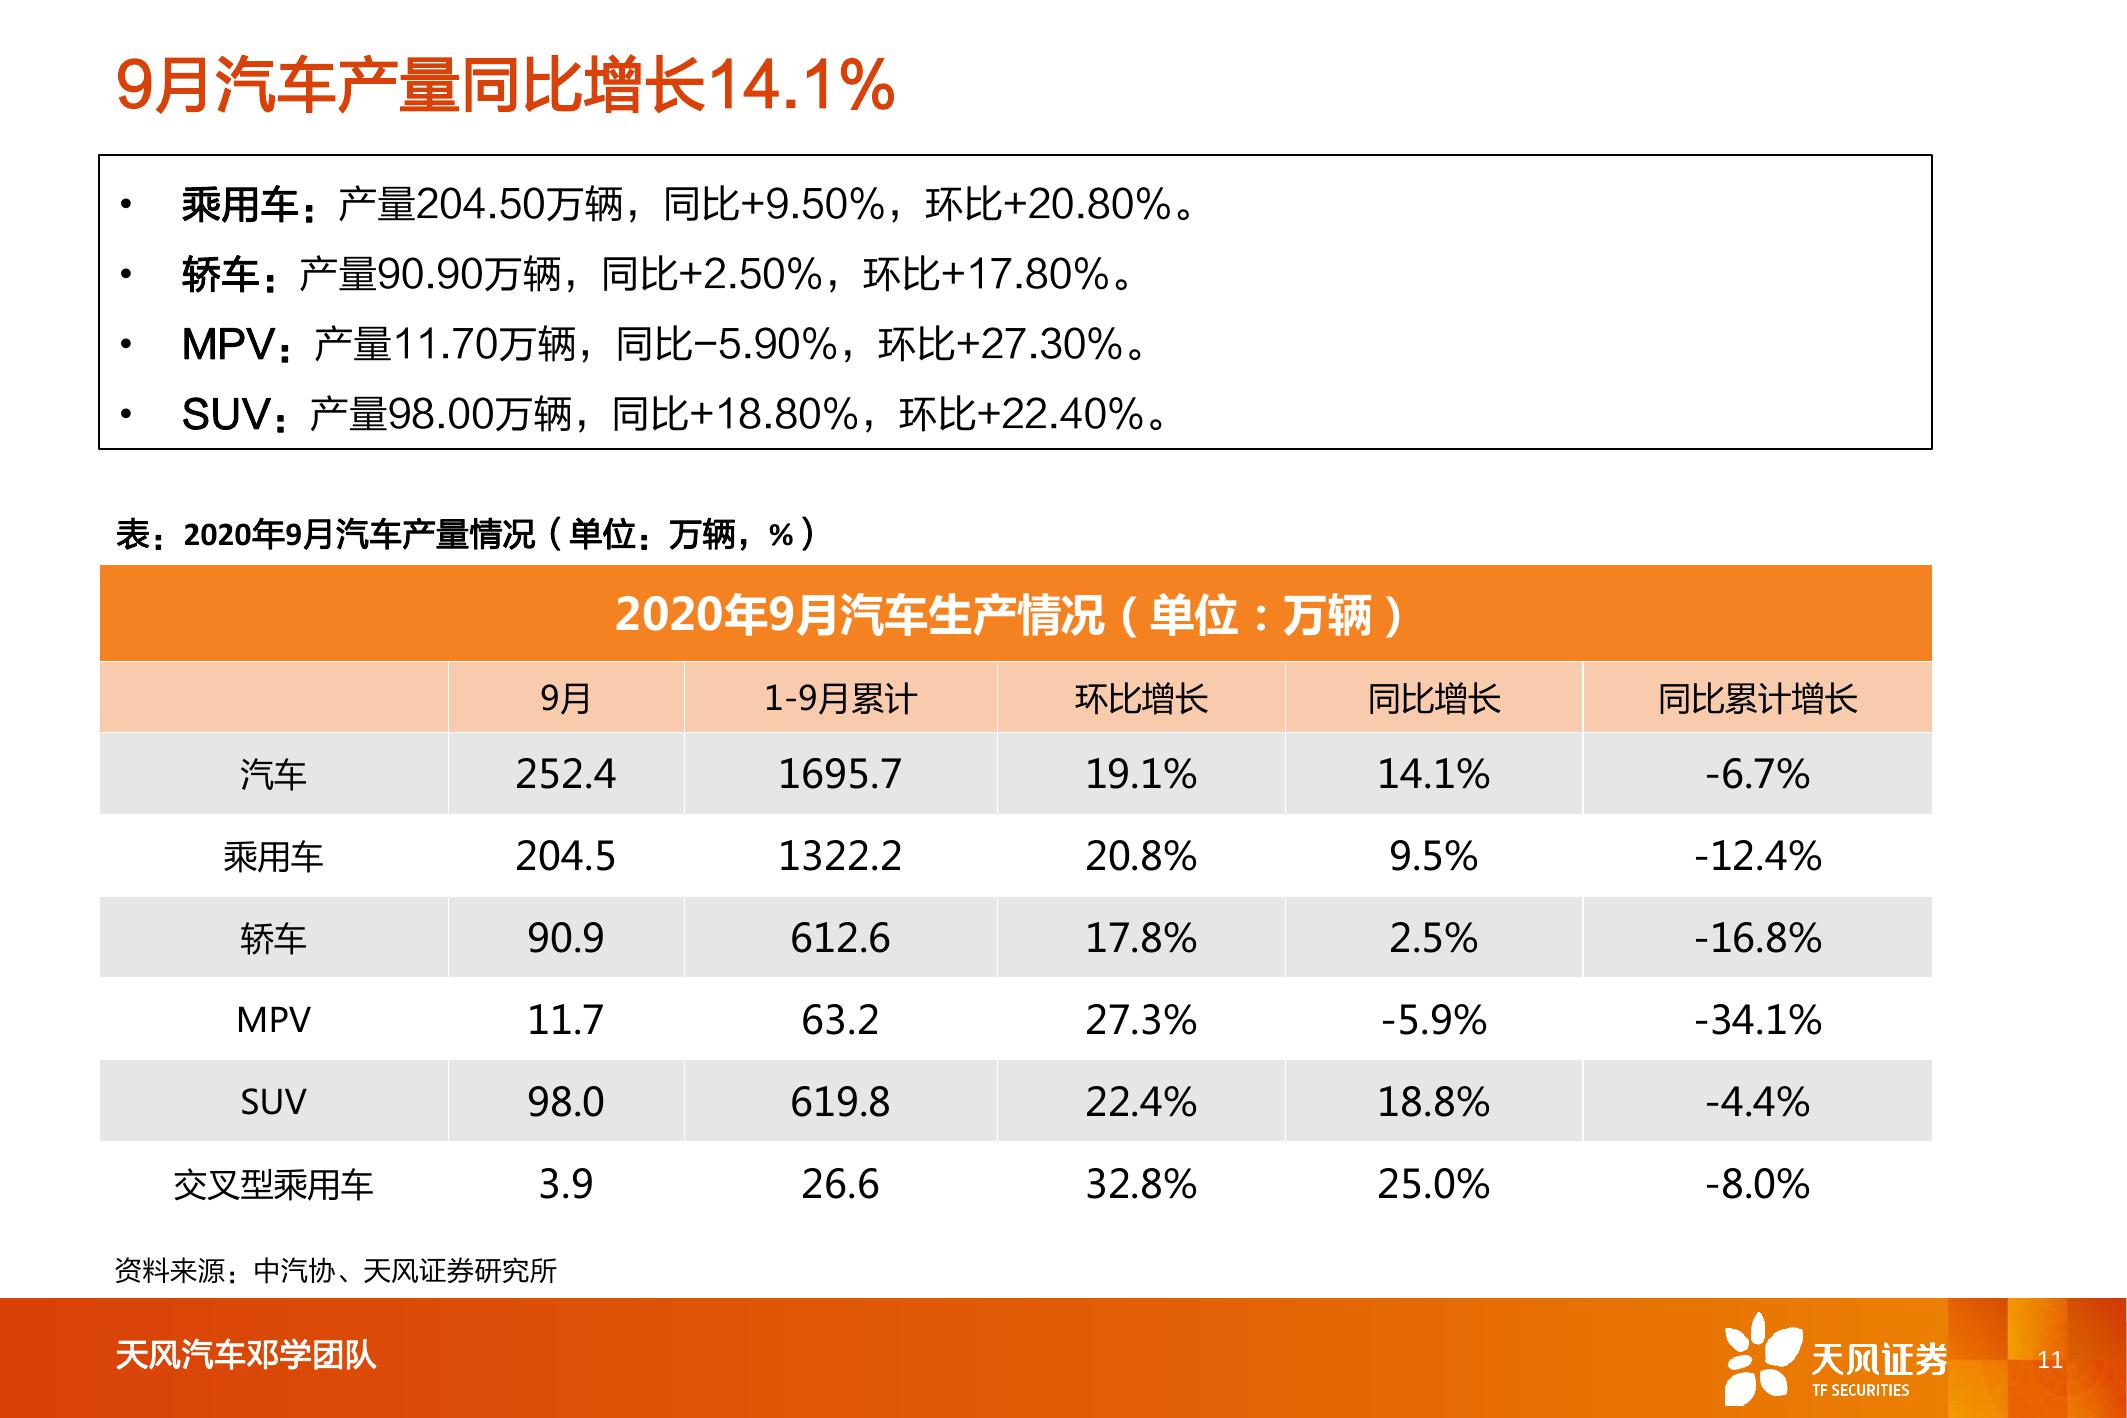 9月汽车产量同比增长14.1%
• 乘用车：产量204.50万辆，同比+9.50%，环比+20.80%。
• 轿车：产量90.90万辆，同比+2.50%，环比+17.80%。
• MPV：产量11.70万辆，同比-5.90%，环比+27.30%。
• SUV：产量98.00万辆，同比+18.80%，环比+22.40%。
表：2020年9月汽车产量情况（单位：万辆，%）
2020年9月汽车生产情况（单位：万辆）
9月 1-9月累计 环比增长 同比增长 同比累计增长
汽车 252.4 1695.7 19.1% 14.1% -6.7%
乘用车 204.5 1322.2 20.8% 9.5% -12.4%
轿车 90.9 612.6 17.8% 2.5% -16.8%
MPV 11.7 63.2 27.3% -5.9% -34.1%
SUV 98.0 619.8 22.4% 18.8% -4.4%
交叉型乘用车 3.9 26.6 32.8% 25.0% -8.0%
资料来源：中汽协、天风证券研究所
天风汽车邓学团队
天风证券
TF SECURITIES
11